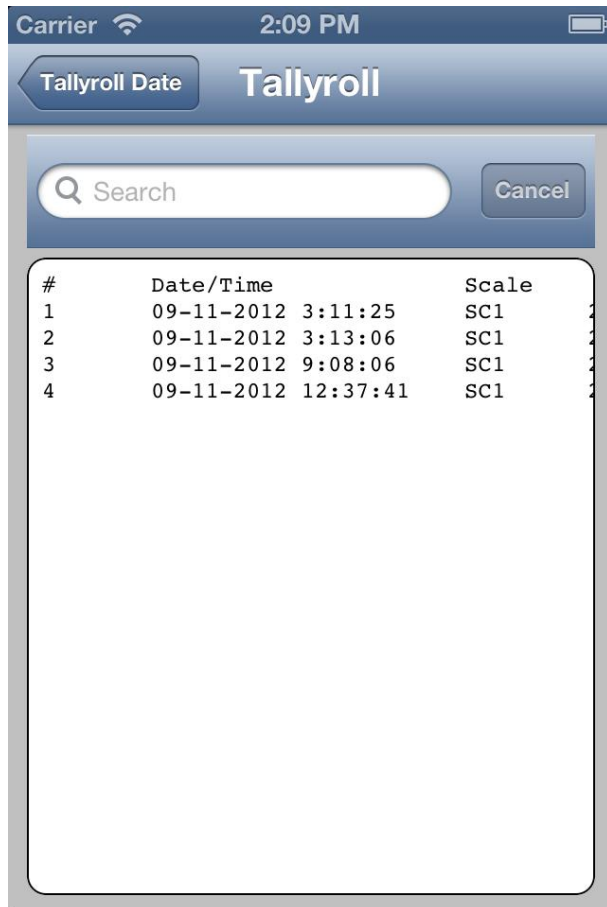 Carrier 2:09 PM
Tallyroll Date Tallyroll
Search Cancel
# Date/Time Scale
1 09-11-2012 3:11:25 SC1
2 09-11-2012 3:13:06 SC1
3 09-11-2012 9:08:06 SC1
4 09-11-2012 12:37:41 SC1